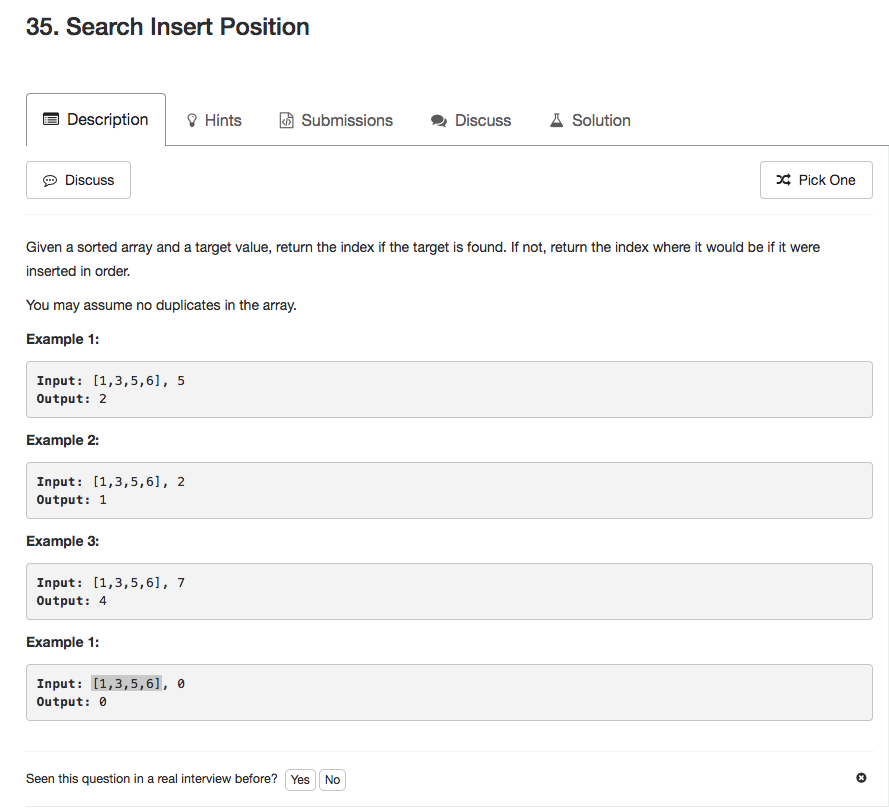 35. Search Insert Position
Description
Hints
Submissions
Discuss
Solution
Discuss
Pick One
Given a sorted array and a target value, return the index if the target is found. If not, return the index where it would be if it were
inserted in order.
You may assume no duplicates in the array.
Example 1:
Input: [1,3,5,6], 5
Output: 2
Example 2:
Input: [1,3,5,6], 2
Output: 1
Example 3:
Input: [1,3,5,6], 7
Output: 4
Example 1:
Input: [1,3,5,6], 0
Output: 0
Seen this question in a real interview before? Yes No